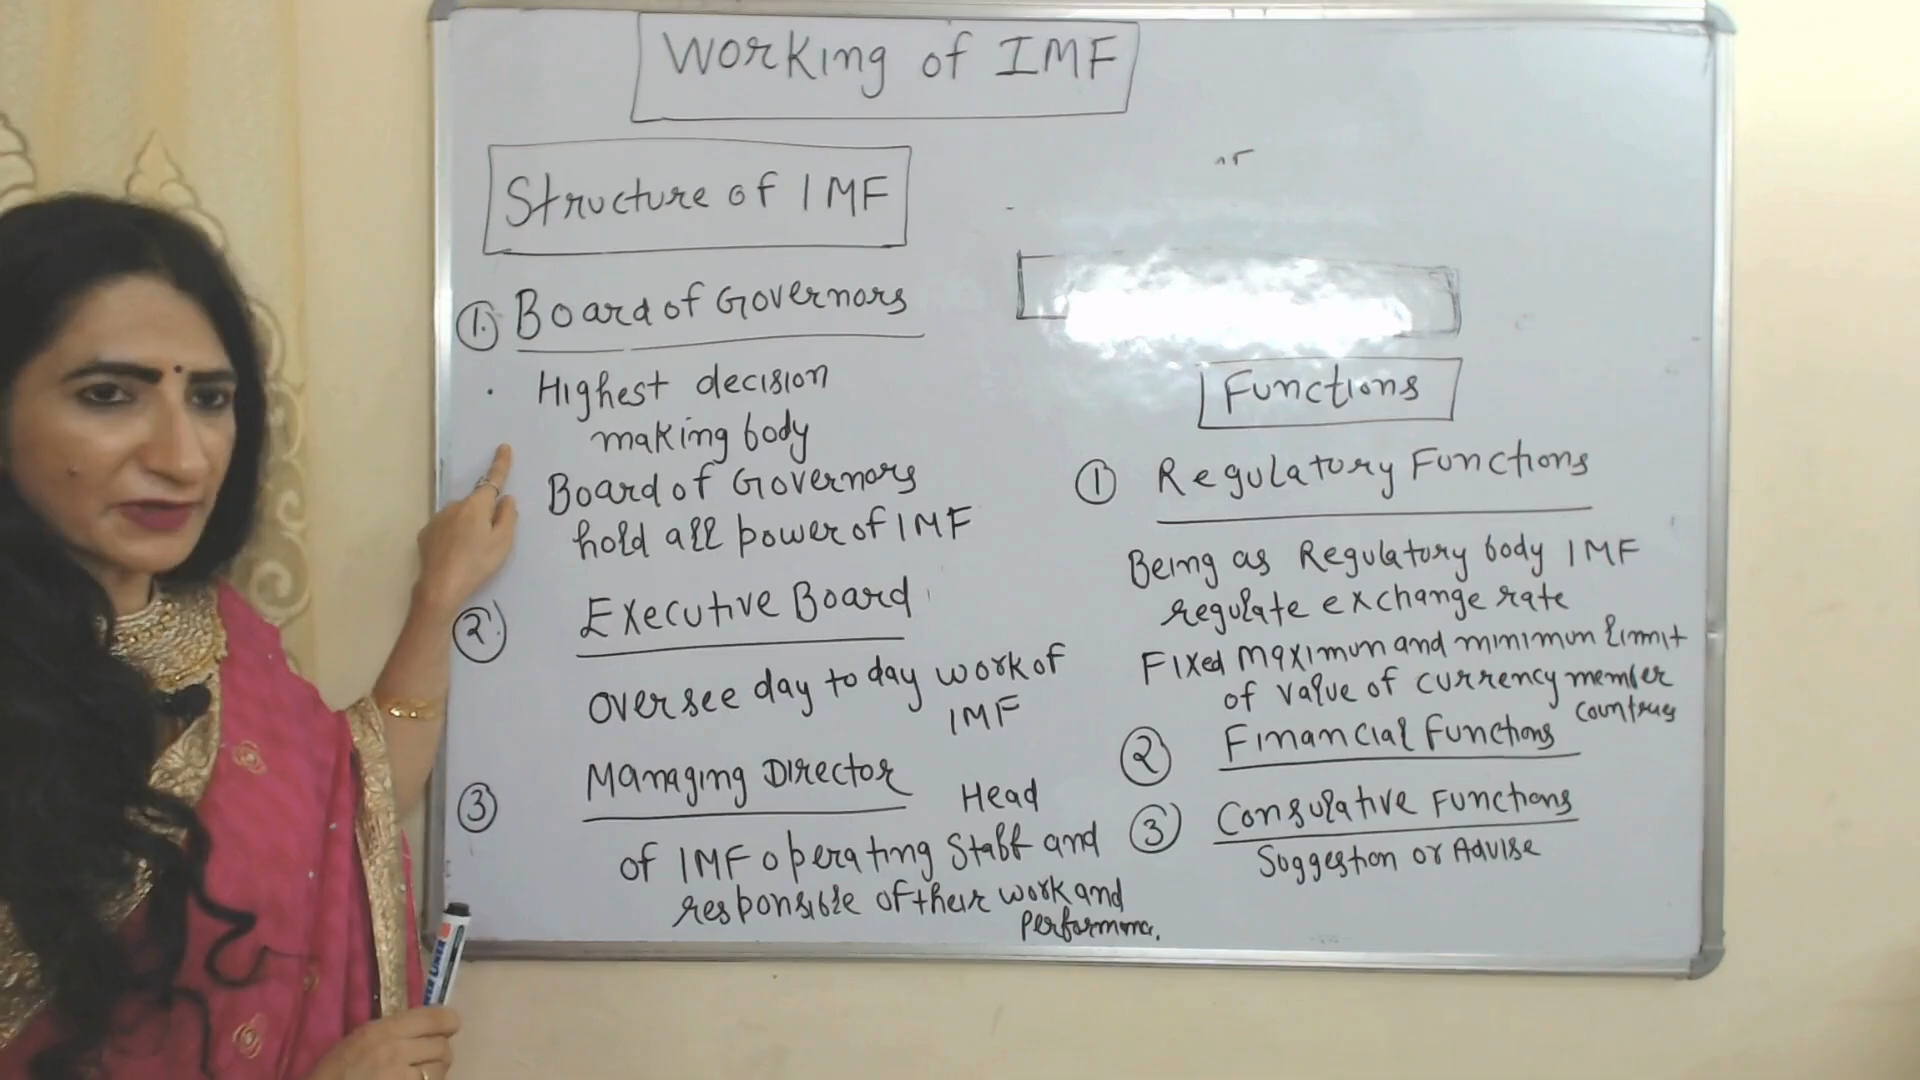 Working of IMF
Structure of IMF
1. Board of Governors
. Highest decision
making body
Board of Governors
hold all power of IMF
2. Executive Board
oversee day to day work of
IMF
3 Managing Director Head
of IMF operating Staff and
responsible of their work and
Functions
1 Regulatory Functions
Being as Regulatory body IMF
regulate exchange rate
Fixed maximum and minimum limit
of value of currency member
countries
2 Financial Functions
3 Consulative Functions
Suggestion or Advise